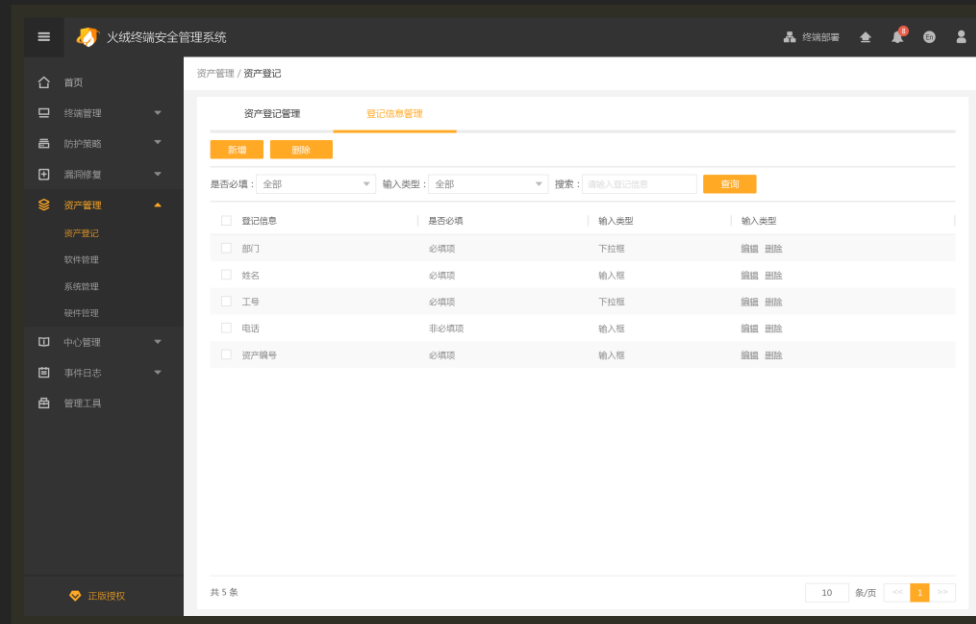 火绒终端安全管理系统
终端部署
8
En
首页
终端管理
防护策略
漏洞修复
资产管理
资产登记
软件管理
系统管理
硬件管理
中心管理
事件日志
管理工具
正版授权
资产管理 / 资产登记
资产登记管理 登记信息管理
新增 删除
是否必填： 全部 输入类型： 全部 搜索： 请输入登记信息 查询
登记信息 是否必填 输入类型 输入类型
部门 必填项 下拉框 编辑 删除
姓名 必填项 输入框 编辑 删除
工号 必填项 下拉框 编辑 删除
电话 非必填项 输入框 编辑 删除
资产编号 必填项 输入框 编辑 删除
共 5 条 10 条/页 << 1 >>